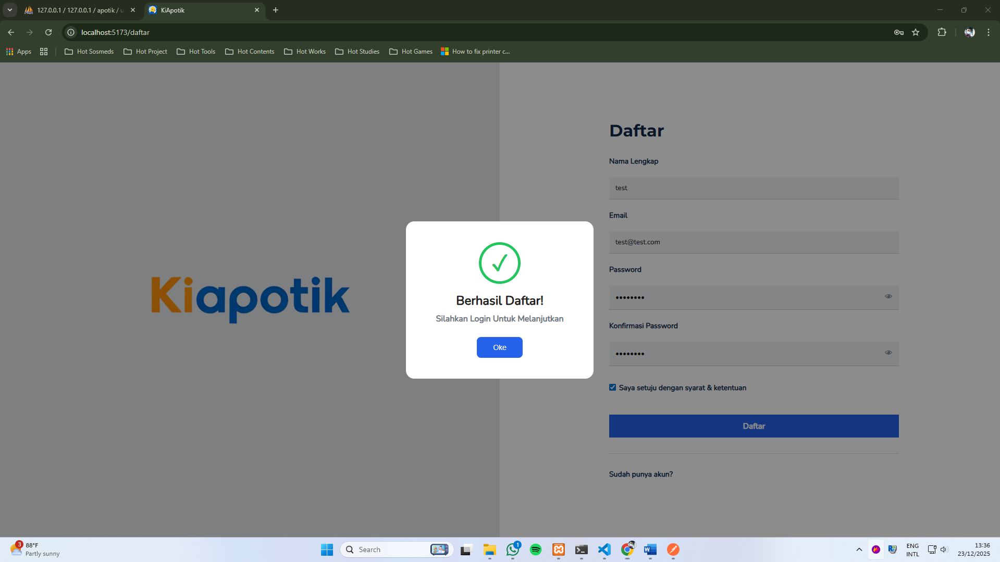 127.0.0.1 / 127.0.0.1 / apotik / u
KiApotik
localhost:5173/daftar
Apps
Hot Sosmeds
Hot Project
Hot Tools
Hot Contents
Hot Works
Hot Studies
Hot Games
How to fix printer c...
Kiapotik
Daftar
Nama Lengkap
test
Email
test@test.com
Password
••••••••
Konfirmasi Password
••••••••
Saya setuju dengan syarat & ketentuan
Daftar
Sudah punya akun?
Berhasil Daftar!
Silahkan Login Untuk Melanjutkan
Oke
3
88°F
Partly sunny
Search
1
ENG
INTL
13:36
23/12/2025